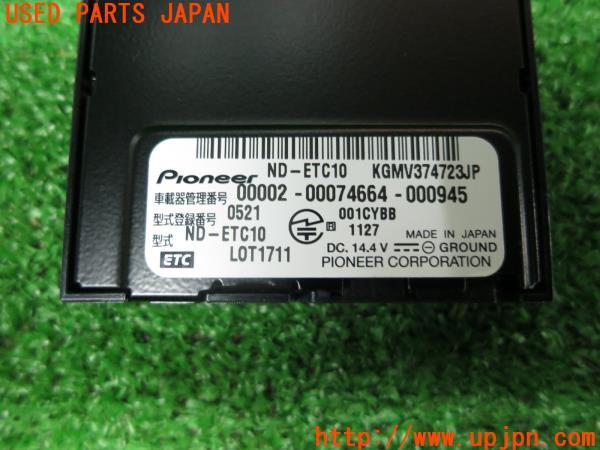 USED PARTS JAPAN
Pioneer ND-ETC10 KGMV374723JP
車載器管理番号 00002-00074664-000945
型式登録番号 0521 R 001CYBB
1127
型式 ND-ETC10 MADE IN JAPAN
DC. 14.4 V GROUND
ETC LOT1711 PIONEER CORPORATION
UPJ https://www.upjpn.com